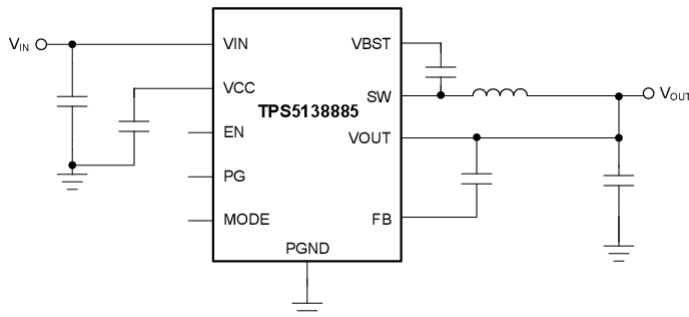 VIN
VIN
VBST
VCC
SW
VOUT
TPS5138885
EN
VOUT
PG
MODE
FB
PGND